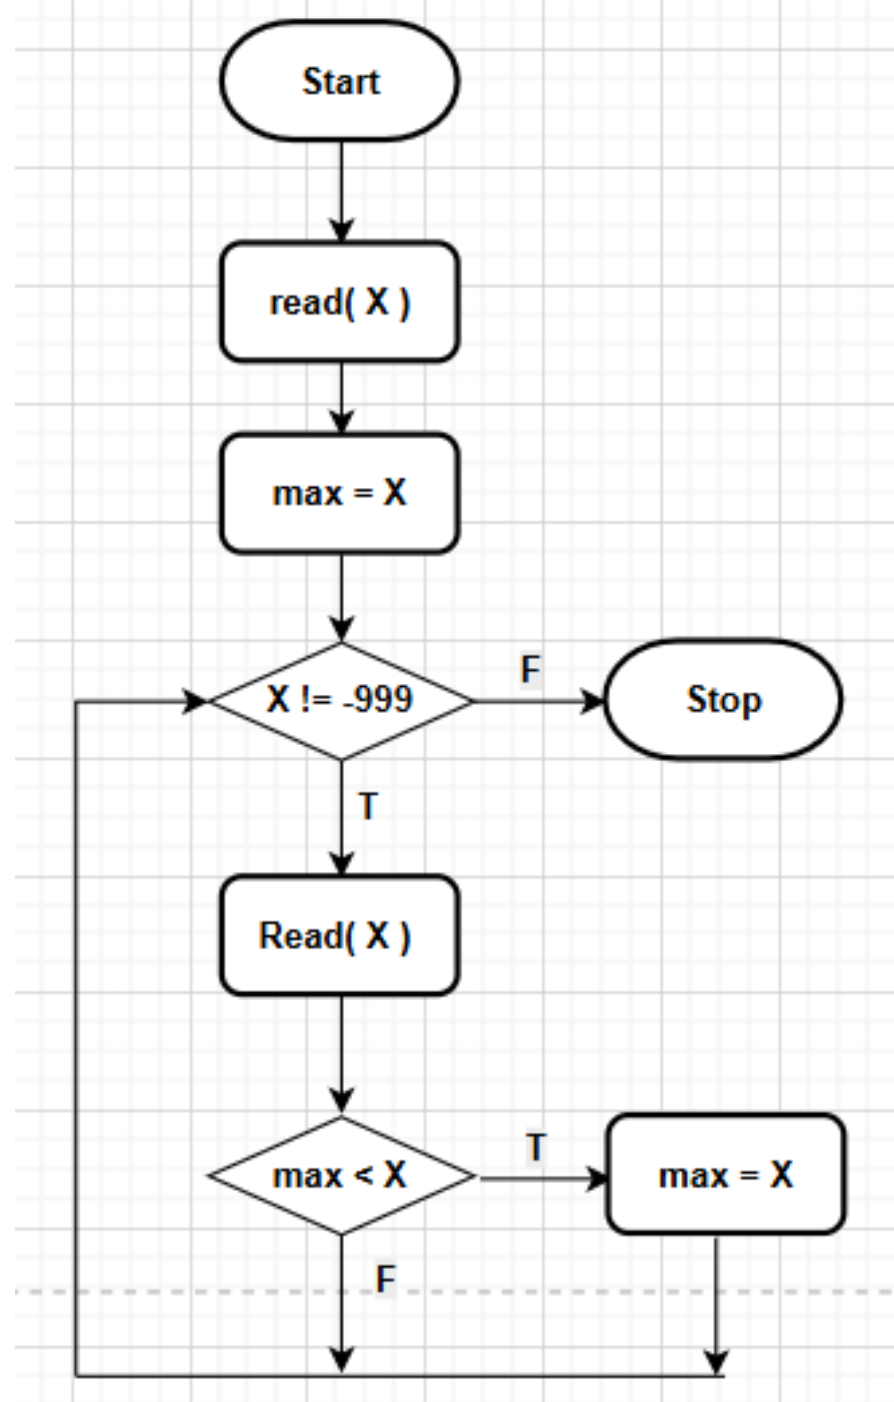 Start
read( X )
max = X
X != -999
F
Stop
T
Read( X )
max < X
T
max = X
F